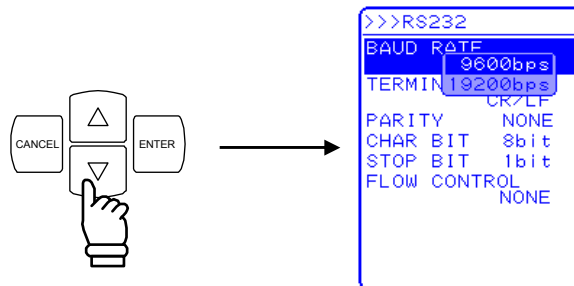 CANCEL
ENTER
>>>RS232
BAUD RATE
9600bps
19200bps
CR/LF
PARITY NONE
CHAR BIT 8bit
STOP BIT 1bit
FLOW CONTROL
NONE